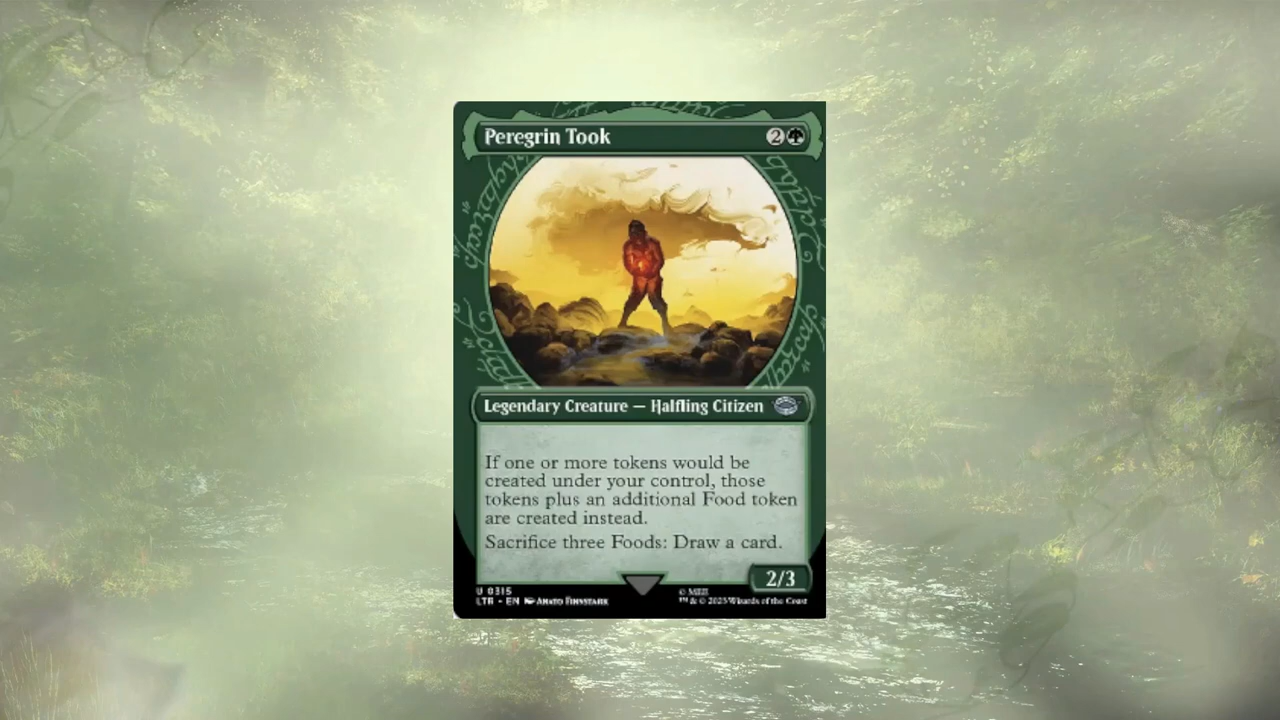 Peregrin Took 2
Legendary Creature — Halfling Citizen
If one or more tokens would be
created under your control, those
tokens plus an additional Food token
are created instead.
Sacrifice three Foods: Draw a card.
2/3
U 0315
LTR • EN
© MEE
™ & © 2023 Wizards of the Coast